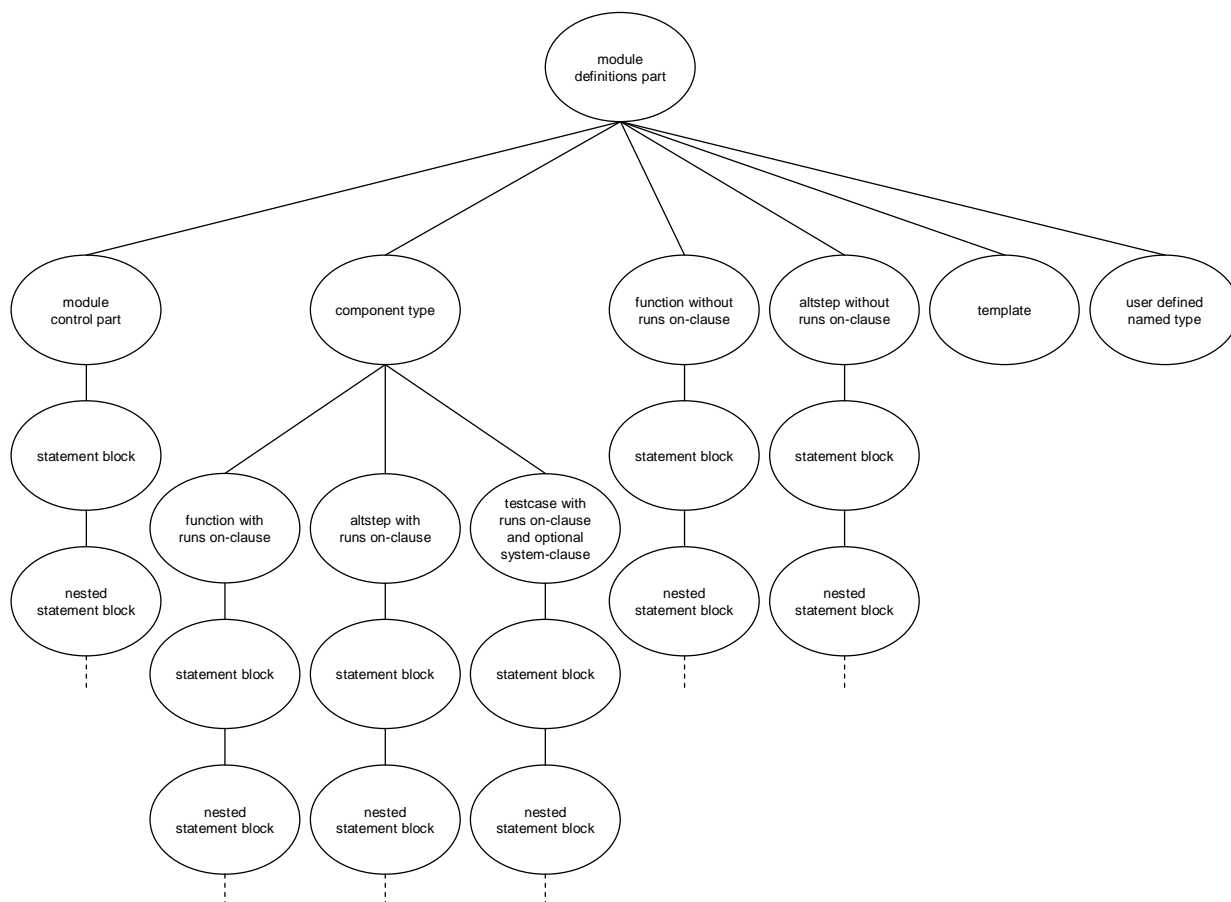 module
definitions part
module
control part
component type
function without
runs on-clause
altstep without
runs on-clause
template
user defined
named type
statement block
statement block
statement block
function with
runs on-clause
altstep with
runs on-clause
testcase with
runs on-clause
and optional
system-clause
nested
statement block
nested
statement block
nested
statement block
statement block
statement block
statement block
nested
statement block
nested
statement block
nested
statement block